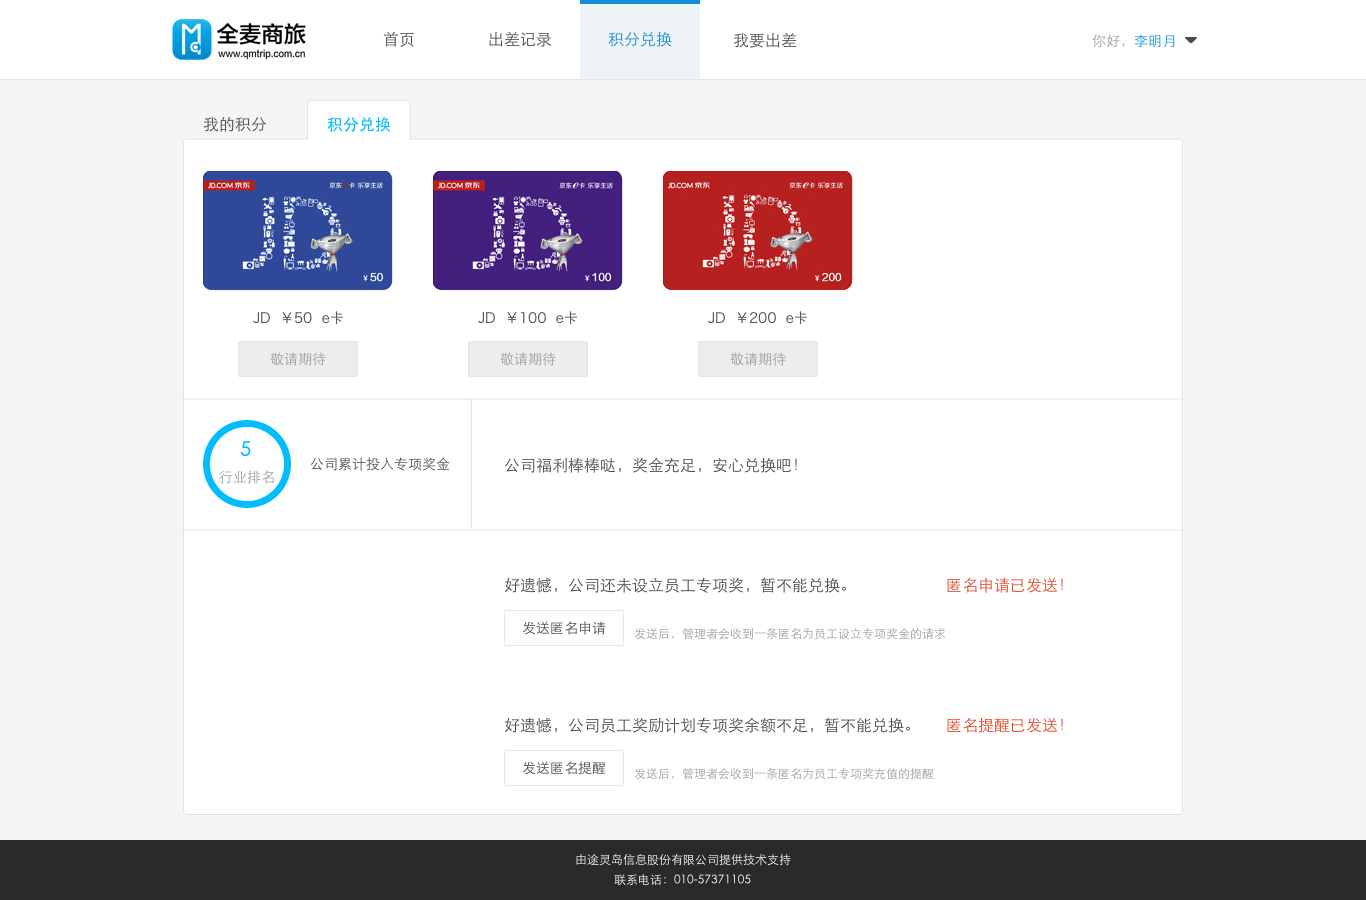 全麦商旅
www.qmtrip.com.cn
首页
出差记录
积分兑换
我要出差
你好，李明月
我的积分
积分兑换
JD.COM 京东
京东e卡 乐享生活
¥50
JD.COM 京东
京东e卡 乐享生活
¥100
JD.COM 京东
京东e卡 乐享生活
¥200
JD ￥50 e卡
JD ￥100 e卡
JD ￥200 e卡
敬请期待
敬请期待
敬请期待
5
行业排名
公司累计投入专项奖金
公司福利棒棒哒，奖金充足，安心兑换吧！
好遗憾，公司还未设立员工专项奖，暂不能兑换。
匿名申请已发送！
发送匿名申请
发送后，管理者会收到一条匿名为员工设立专项奖金的请求
好遗憾，公司员工奖励计划专项奖余额不足，暂不能兑换。
匿名提醒已发送！
发送匿名提醒
发送后，管理者会收到一条匿名为员工专项奖充值的提醒
由途灵岛信息股份有限公司提供技术支持
联系电话：010-57371105